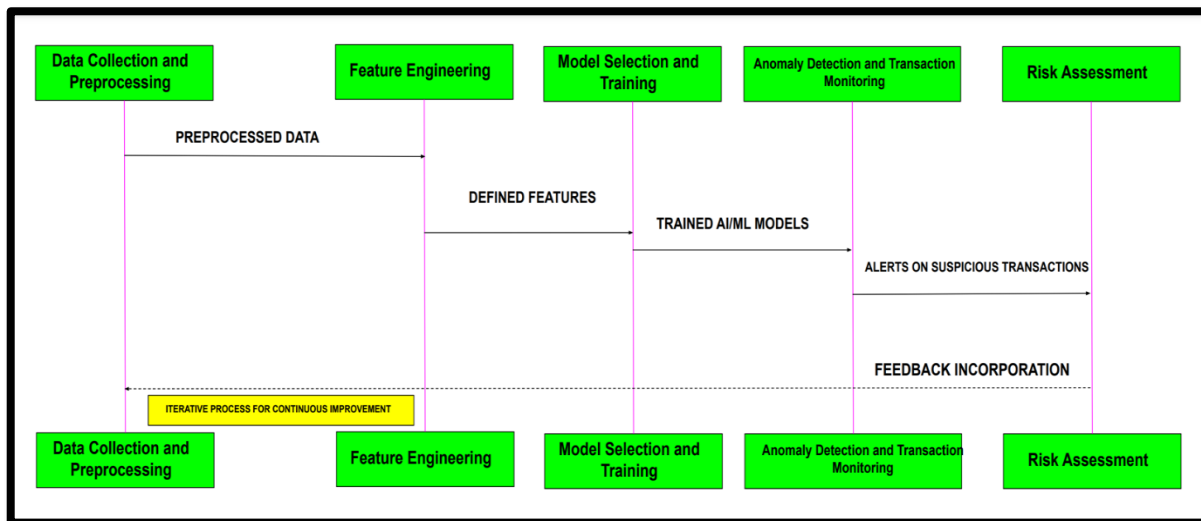 Data Collection and
Preprocessing
Feature Engineering
Model Selection and
Training
Anomaly Detection and Transaction
Monitoring
Risk Assessment
PREPROCESSED DATA
DEFINED FEATURES
TRAINED AI/ML MODELS
ALERTS ON SUSPICIOUS TRANSACTIONS
FEEDBACK INCORPORATION
ITERATIVE PROCESS FOR CONTINUOUS IMPROVEMENT
Data Collection and
Preprocessing
Feature Engineering
Model Selection and
Training
Anomaly Detection and Transaction
Monitoring
Risk Assessment